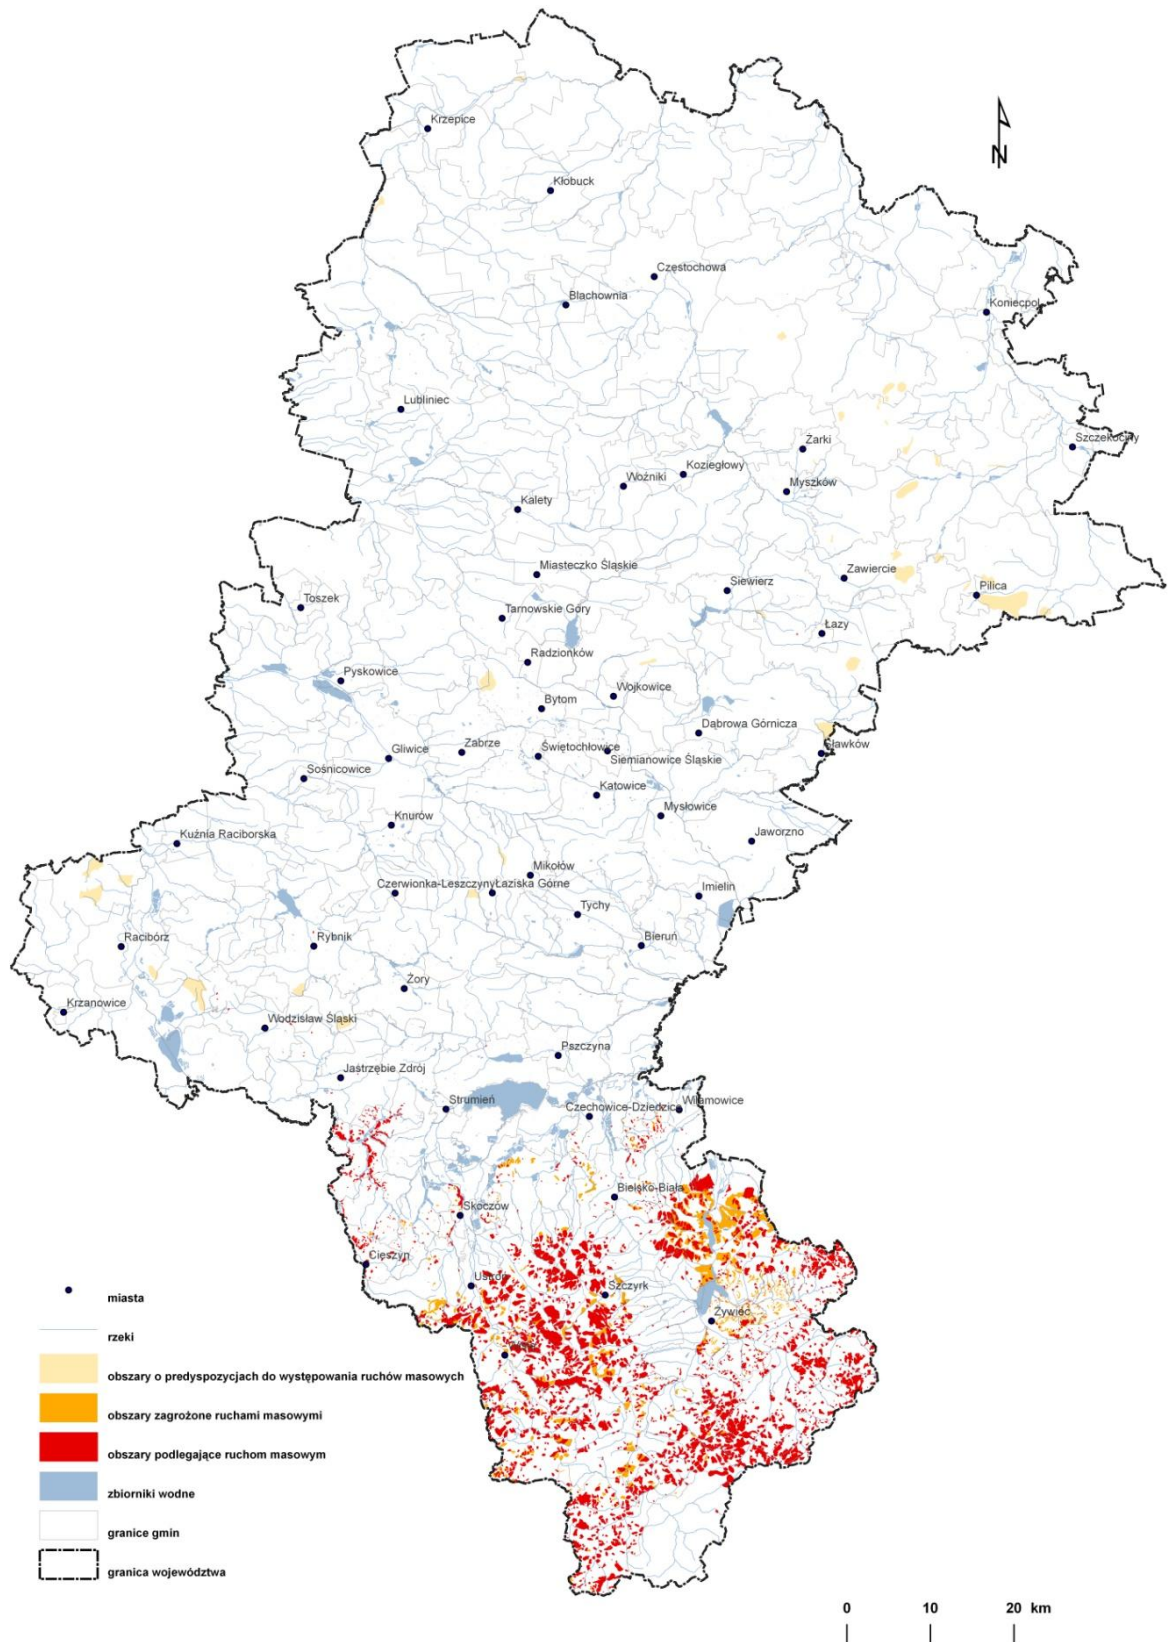 N
Krzepice
Kłobuck
Częstochowa
Blachownia
Koniecpol
Lubliniec
Szczekociny
Żarki
Koziegłowy
Woźniki
Myszków
Kalety
Miasteczko Śląskie
Zawiercie
Siewierz
Pilica
Toszek
Tarnowskie Góry
Łazy
Radzionków
Pyskowice
Wojkowice
Bytom
Dąbrowa Górnicza
Świętochłowice
Zabrze
Gliwice
Sławków
Siemianowice Śląskie
Sośnicowice
Katowice
Mysłowice
Knurów
Kuźnia Raciborska
Jaworzno
Mikołów
Czerwionka-Leszczyny
Łaziska Górne
Imielin
Tychy
Racibórz
Rybnik
Bieruń
Żory
Krzanowice
Wodzisław Śląski
Pszczyna
Jastrzębie Zdrój
Strumień
Czechowice-Dziedzice
Wilamowice
Bielsko-Biała
Skoczów
Cieszyn
Ustroń
Szczyrk
Żywiec
miasta
rzeki
obszary o predyspozycjach do występowania ruchów masowych
obszary zagrożone ruchami masowymi
obszary podlegające ruchom masowym
zbiorniki wodne
granice gmin
granica województwa
0 10 20 km